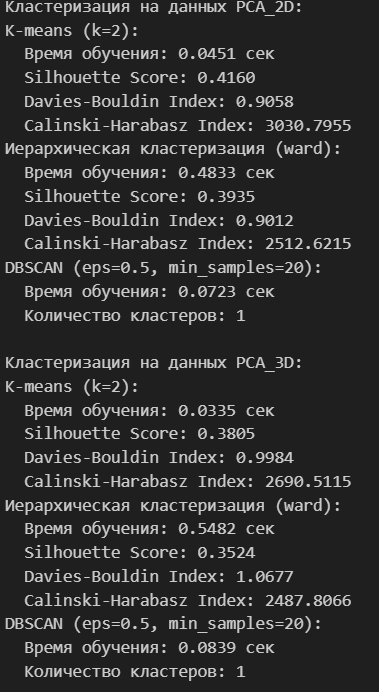 Кластеризация на данных PCA_2D:
K-means (k=2):
Время обучения: 0.0451 сек
Silhouette Score: 0.4160
Davies-Bouldin Index: 0.9058
Calinski-Harabasz Index: 3030.7955
Иерархическая кластеризация (ward):
Время обучения: 0.4833 сек
Silhouette Score: 0.3935
Davies-Bouldin Index: 0.9012
Calinski-Harabasz Index: 2512.6215
DBSCAN (eps=0.5, min_samples=20):
Время обучения: 0.0723 сек
Количество кластеров: 1

Кластеризация на данных PCA_3D:
K-means (k=2):
Время обучения: 0.0335 сек
Silhouette Score: 0.3805
Davies-Bouldin Index: 0.9984
Calinski-Harabasz Index: 2690.5115
Иерархическая кластеризация (ward):
Время обучения: 0.5482 сек
Silhouette Score: 0.3524
Davies-Bouldin Index: 1.0677
Calinski-Harabasz Index: 2487.8066
DBSCAN (eps=0.5, min_samples=20):
Время обучения: 0.0839 сек
Количество кластеров: 1